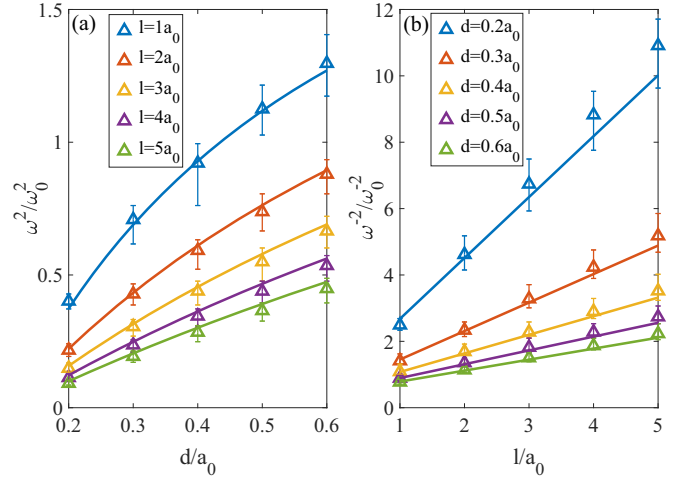 (a)
l=1a₀
l=2a₀
l=3a₀
l=4a₀
l=5a₀
1.5
1
0.5
0
ω²/ω₀²
0.2 0.3 0.4 0.5 0.6
d/a₀
(b)
d=0.2a₀
d=0.3a₀
d=0.4a₀
d=0.5a₀
d=0.6a₀
12
10
8
6
4
2
0
ω⁻²/ω₀⁻²
1 2 3 4 5
l/a₀